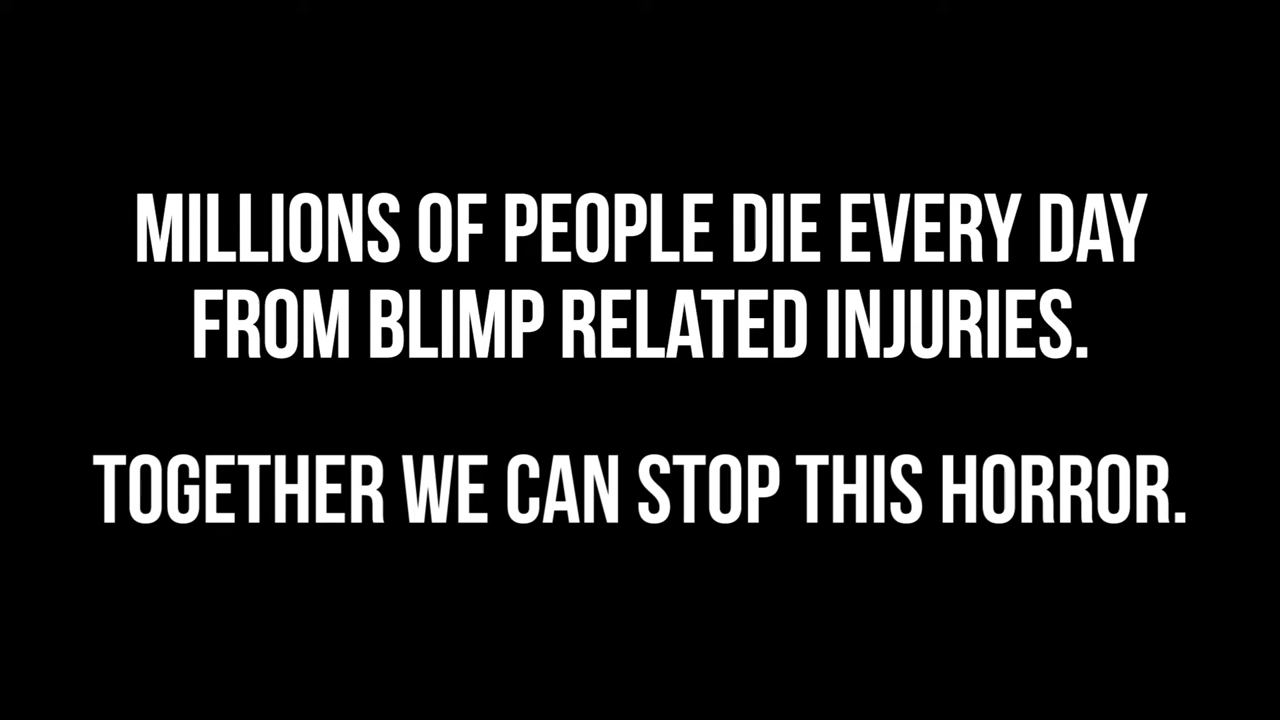 MILLIONS OF PEOPLE DIE EVERY DAY
FROM BLIMP RELATED INJURIES.
TOGETHER WE CAN STOP THIS HORROR.